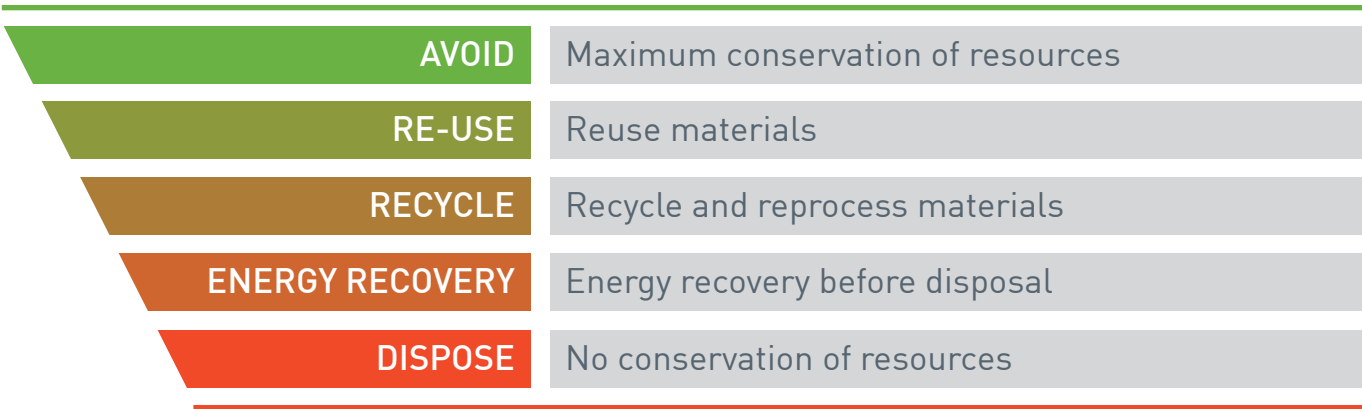 AVOID
Maximum conservation of resources
RE-USE
Reuse materials
RECYCLE
Recycle and reprocess materials
ENERGY RECOVERY
Energy recovery before disposal
DISPOSE
No conservation of resources